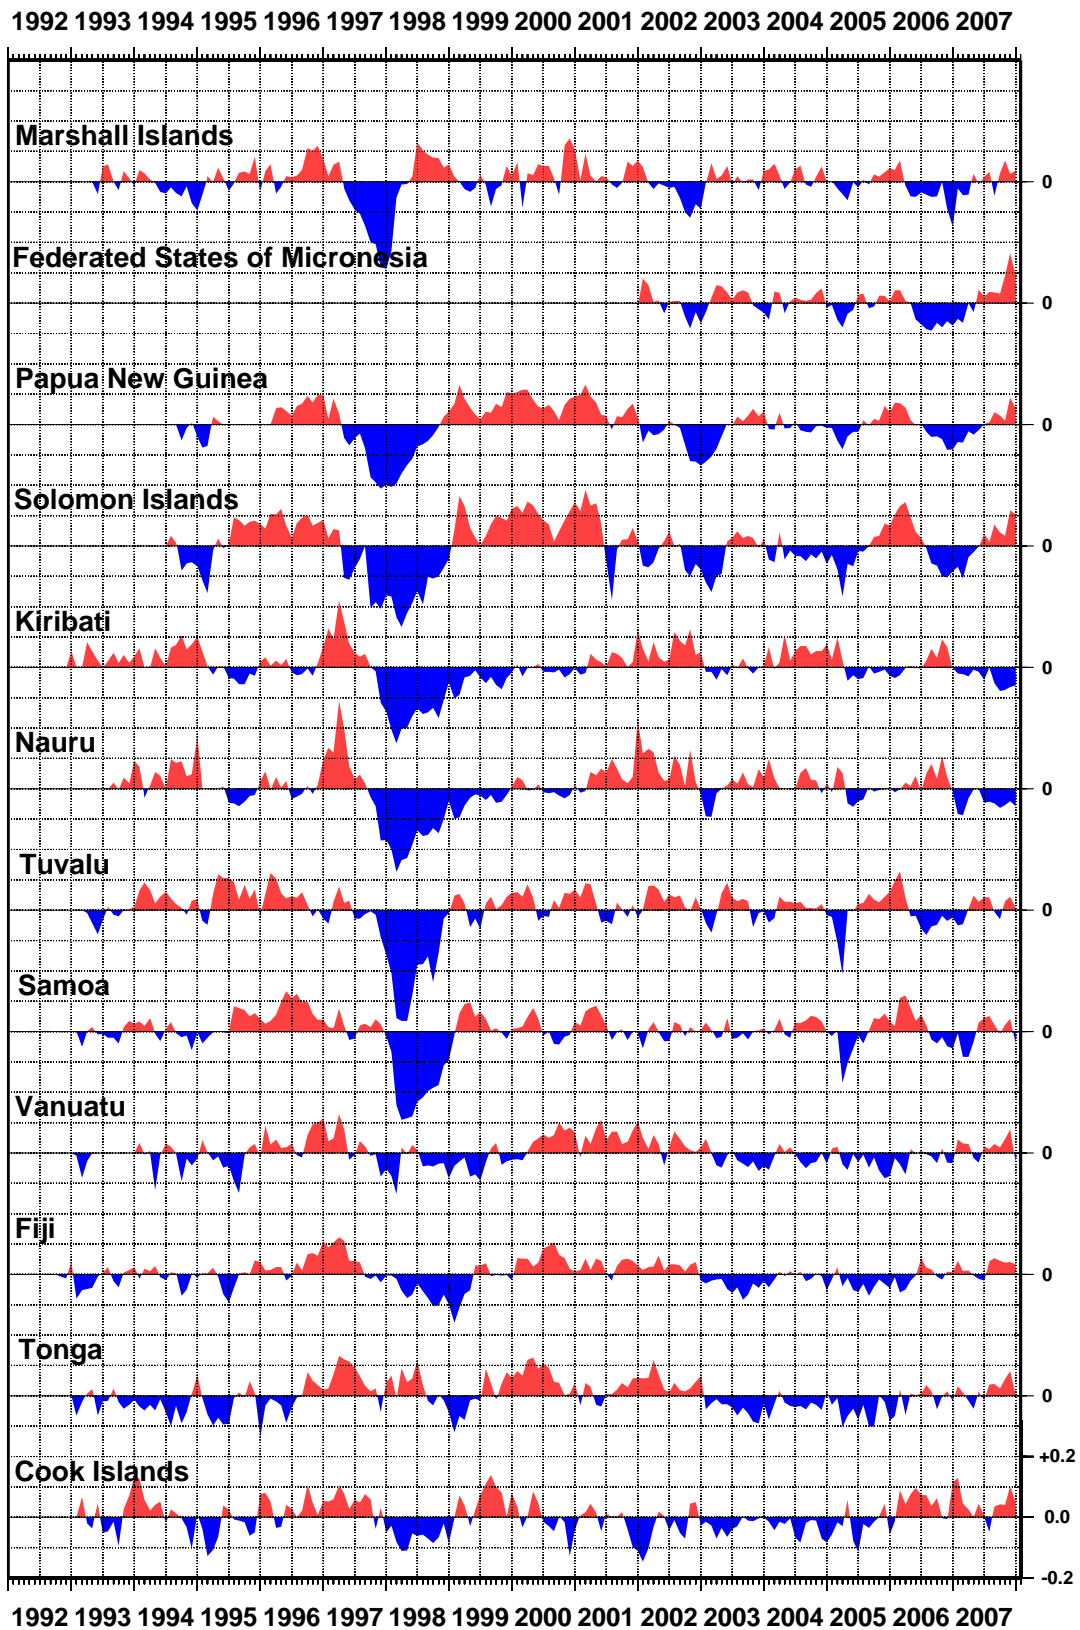 1992 1993 1994 1995 1996 1997 1998 1999 2000 2001 2002 2003 2004 2005 2006 2007
Marshall Islands
0
Federated States of Micronesia
0
Papua New Guinea
0
Solomon Islands
0
Kiribati
0
Nauru
0
Tuvalu
0
Samoa
0
Vanuatu
0
Fiji
0
Tonga
0
+0.2
Cook Islands
0.0
-0.2
1992 1993 1994 1995 1996 1997 1998 1999 2000 2001 2002 2003 2004 2005 2006 2007